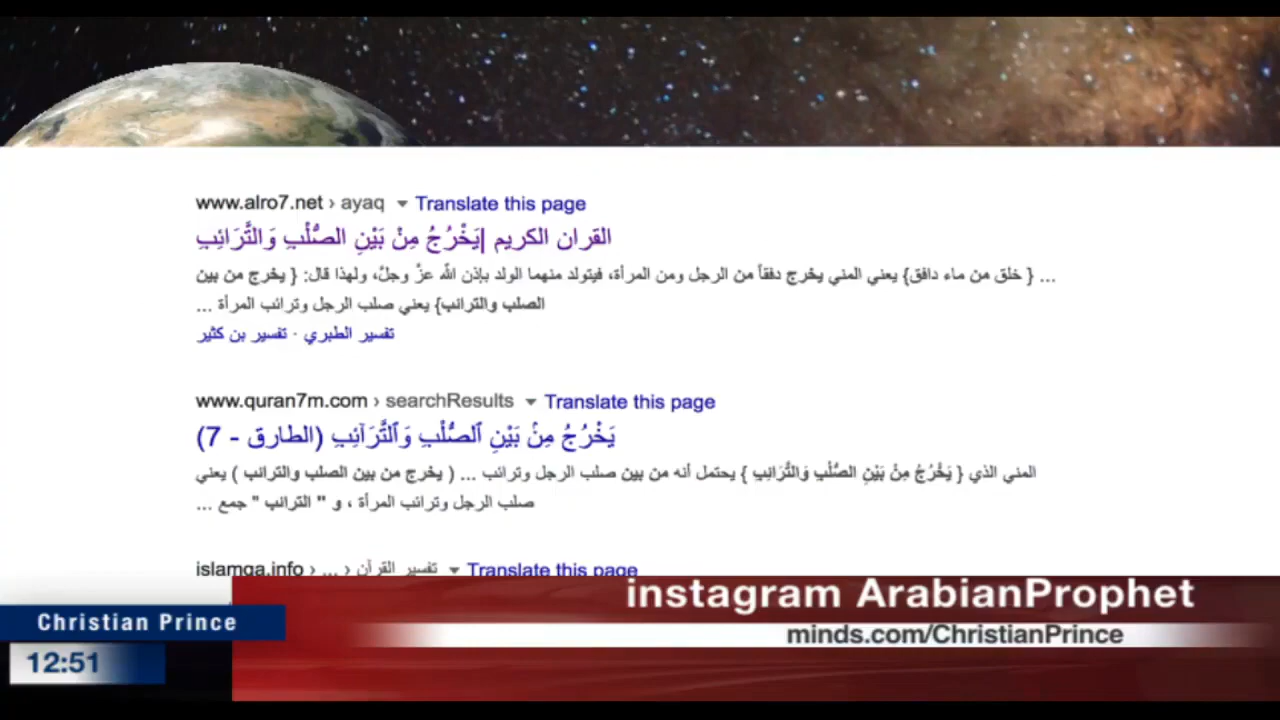 www.alro7.net › ayaq ▾ Translate this page
القران الكريم |يَخْرُجُ مِنْ بَيْنِ الصُّلْبِ وَالتَّرَائِبِ
... { خلق من ماء دافق} يعني المني يخرج دفقاً من الرجل ومن المرأة، فيتولد منهما الولد بإذن اللّه عزَّ وجلَّ، ولهذا قال: { يخرج من بين
الصلب والترائب} يعني صلب الرجل وترائب المرأة ...
تفسير الطبري · تفسير بن كثير
www.quran7m.com › searchResults ▾ Translate this page
يَخْرُجُ مِنۢ بَيْنِ ٱلصُّلْبِ وَٱلتَّرَآئِبِ (الطارق - 7)
المني الذي { يَخْرُجُ مِنْ بَيْنِ الصُّلْبِ وَالتَّرَائِبِ } يحتمل أنه من بين صلب الرجل وترائب ... ( يخرج من بين الصلب والترائب ) يعني
صلب الرجل وترائب المرأة ، و " الترائب " جمع ...
islamqa.info › ... › تفسير القرآن ▾ Translate this page
instagram ArabianProphet
Christian Prince
minds.com/ChristianPrince
12:51